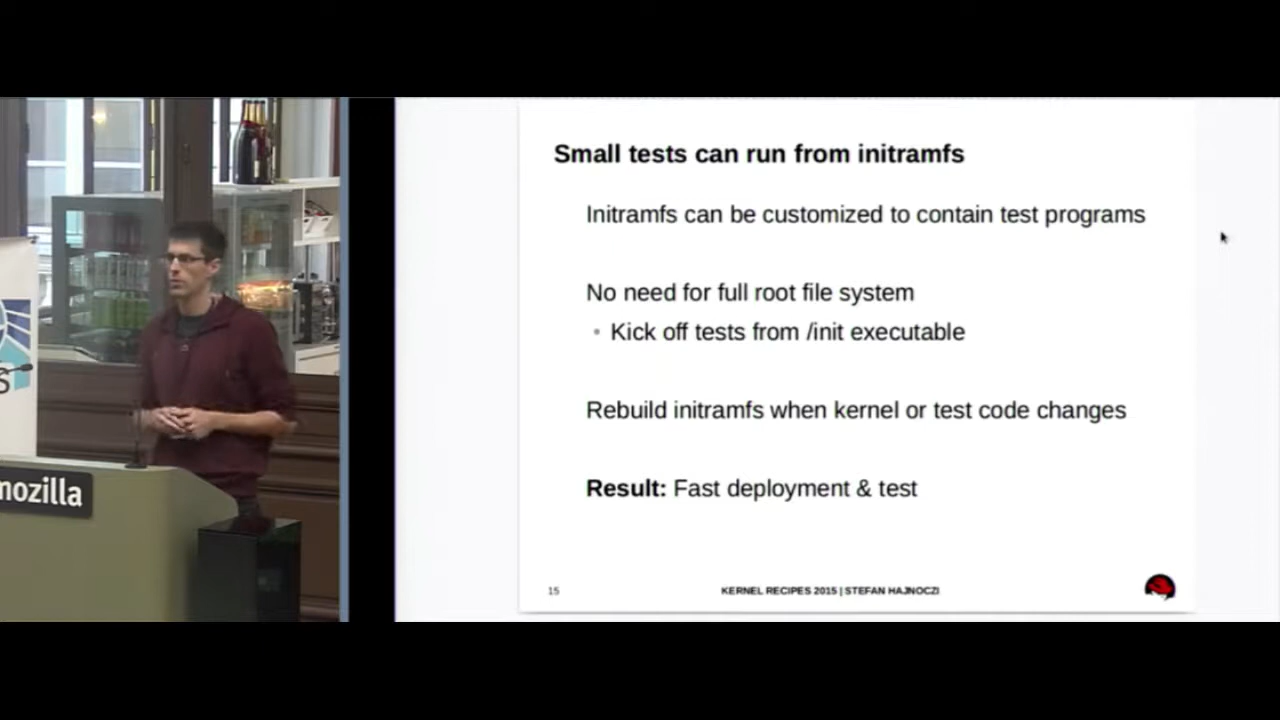 Small tests can run from initramfs
Initramfs can be customized to contain test programs
No need for full root file system
• Kick off tests from /init executable
Rebuild initramfs when kernel or test code changes
Result: Fast deployment & test
15
KERNEL RECIPES 2015 | STEFAN HAJNOCZI
mozilla
S